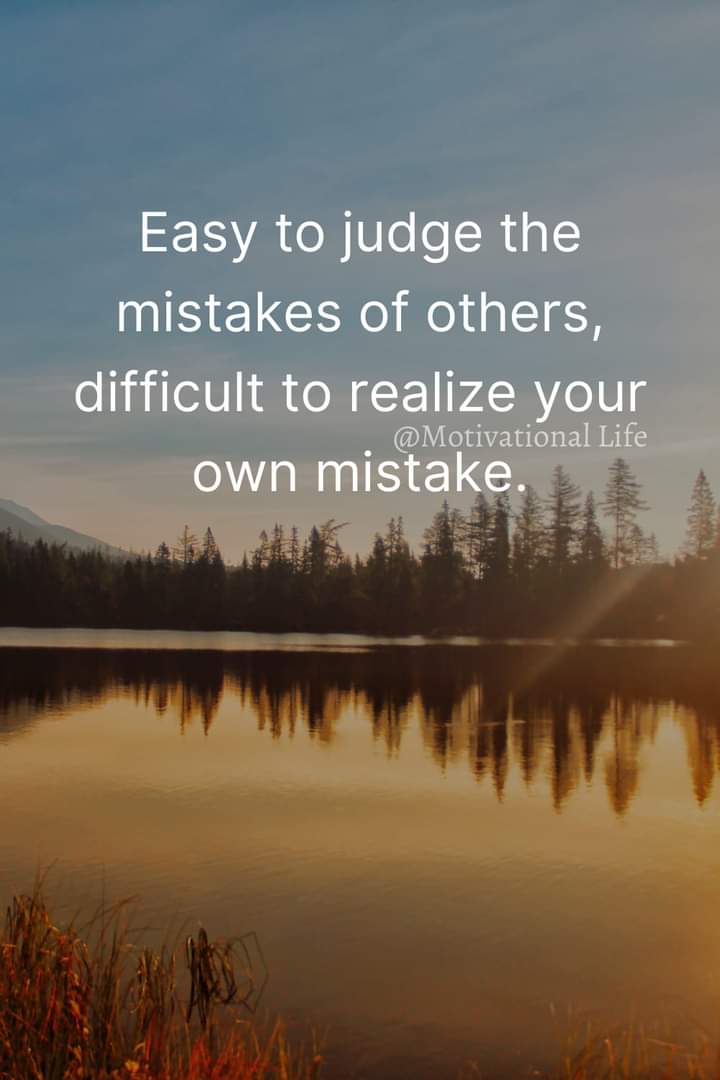 Easy to judge the
mistakes of others,
difficult to realize your
@Motivational Life
own mistake.